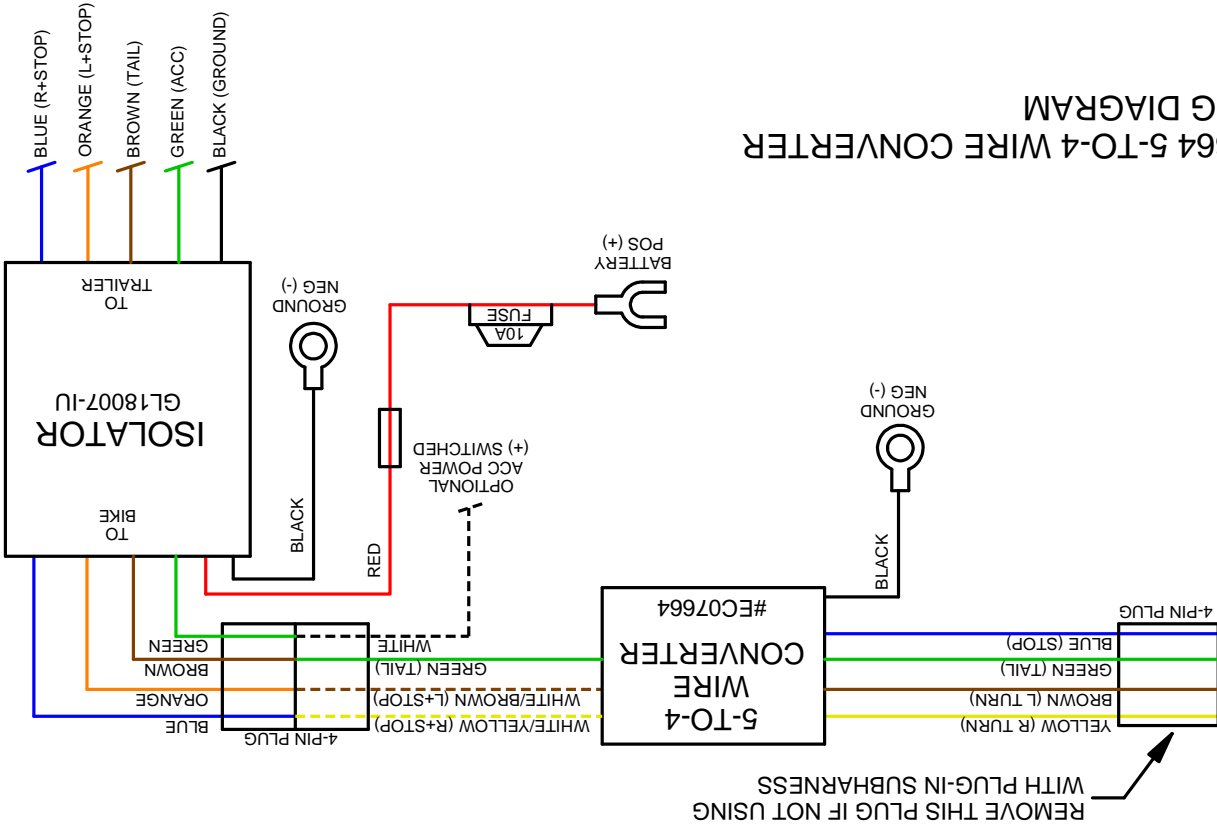 REMOVE THIS PLUG IF NOT USING
WITH PLUG-IN SUBHARNESS
YELLOW (R TURN)
BROWN (L TURN)
GREEN (TAIL)
BLUE (STOP)
4-PIN PLUG
5-TO-4
WIRE
CONVERTER
#EC07664
BLACK
GROUND
NEG (-)
WHITE/YELLOW (R+STOP)
WHITE/BROWN (L+STOP)
GREEN (TAIL)
WHITE
4-PIN PLUG
BLUE
ORANGE
BROWN
GREEN
OPTIONAL
ACC POWER
(+) SWITCHED
RED
BLACK
10A
FUSE
BATTERY
POS (+)
GROUND
NEG (-)
TO
BIKE
ISOLATOR
GL18007-IU
TO
TRAILER
BLACK (GROUND)
GREEN (ACC)
BROWN (TAIL)
ORANGE (L+STOP)
BLUE (R+STOP)
64 5-TO-4 WIRE CONVERTER
G DIAGRAM